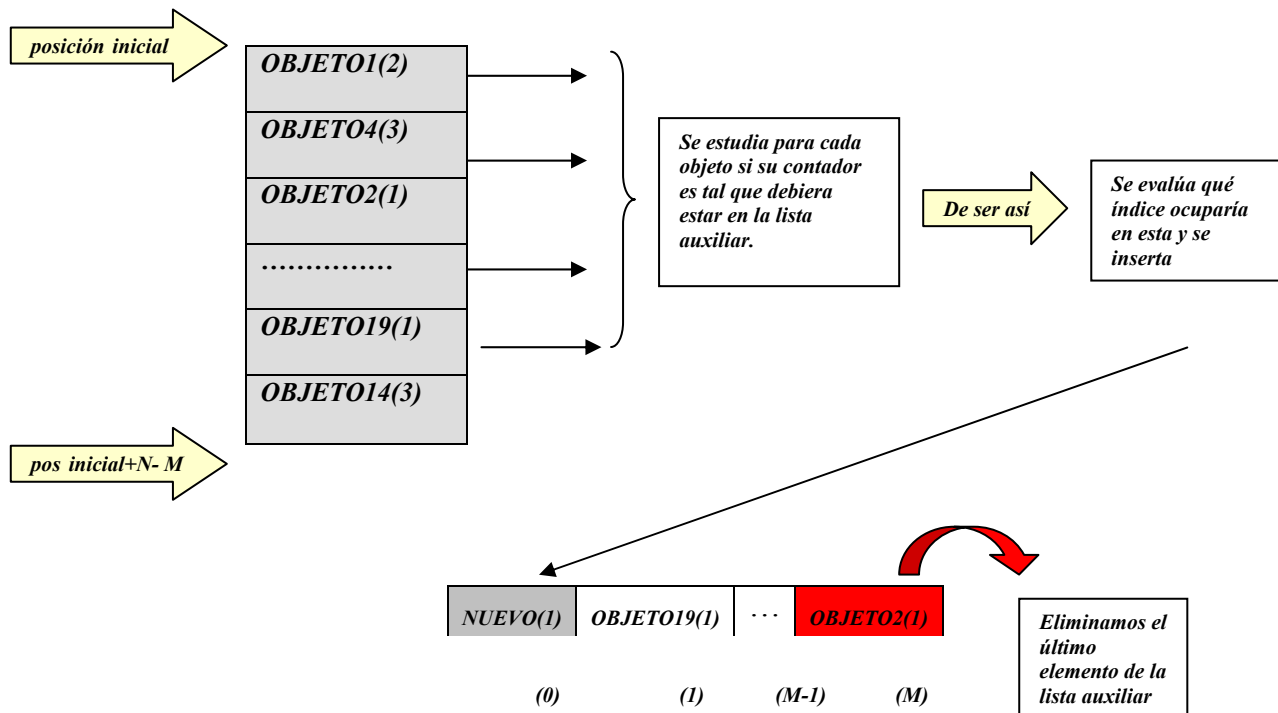 posición inicial
OBJETO1(2)
OBJETO4(3)
OBJETO2(1)
……………
OBJETO19(1)
OBJETO14(3)
pos inicial+N- M
Se estudia para cada
objeto si su contador
es tal que debiera
estar en la lista
auxiliar.
De ser así
Se evalúa qué
índice ocuparía
en esta y se
inserta
NUEVO(1) OBJETO19(1) … OBJETO2(1)
(0) (1) (M-1) (M)
Eliminamos el
último
elemento de la
lista auxiliar